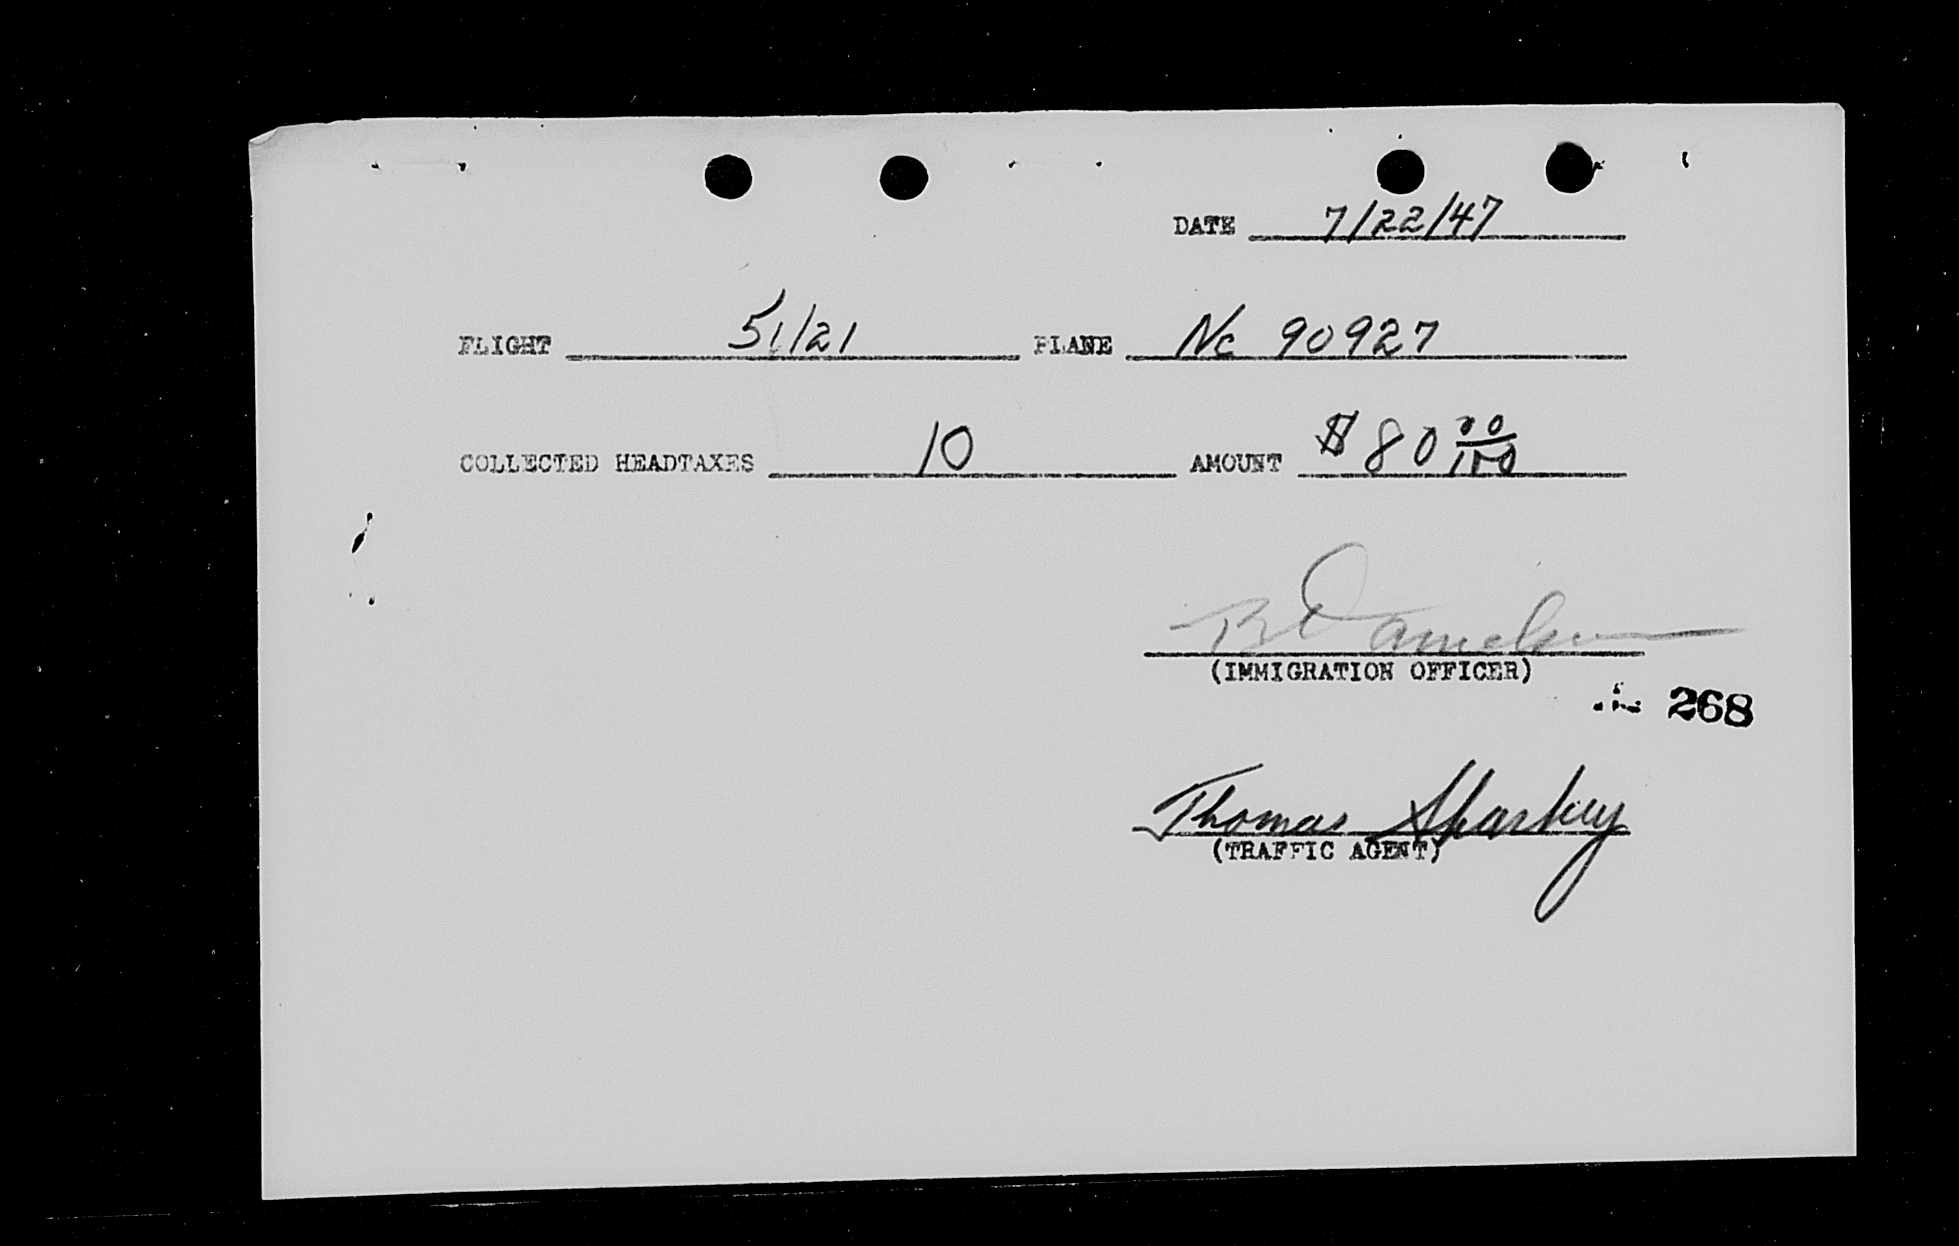 DATE 7/22/47
FLIGHT 51/21 PLANE Nc 90927
COLLECTED HEADTAXES 10 AMOUNT $ 80 00/100
B Danielson
(IMMIGRATION OFFICER)
268
Thomas Sharkey
(TRAFFIC AGENT)